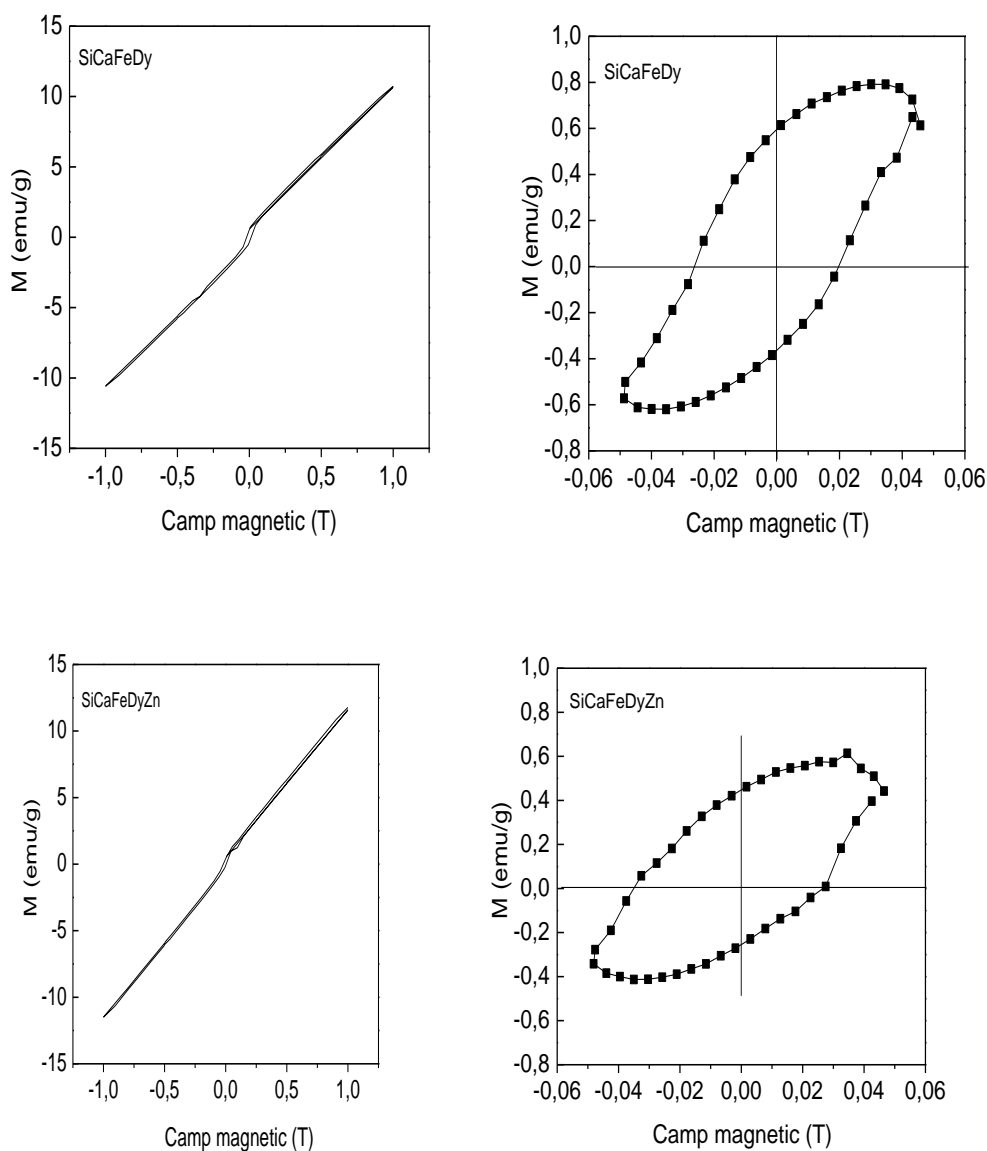 SiCaFeDy
15
10
5
0
-5
-10
-15
-1,0 -0,5 0,0 0,5 1,0
M (emu/g)
Camp magnetic (T)
SiCaFeDy
1,0
0,8
0,6
0,4
0,2
0,0
-0,2
-0,4
-0,6
-0,8
-0,06 -0,04 -0,02 0,00 0,02 0,04 0,06
M (emu/g)
Camp magnetic (T)
SiCaFeDyZn
15
10
5
0
-5
-10
-15
-1,0 -0,5 0,0 0,5 1,0
M (emu/g)
Camp magnetic (T)
SiCaFeDyZn
1,0
0,8
0,6
0,4
0,2
0,0
-0,2
-0,4
-0,6
-0,8
-0,06 -0,04 -0,02 0,00 0,02 0,04 0,06
M (emu/g)
Camp magnetic (T)